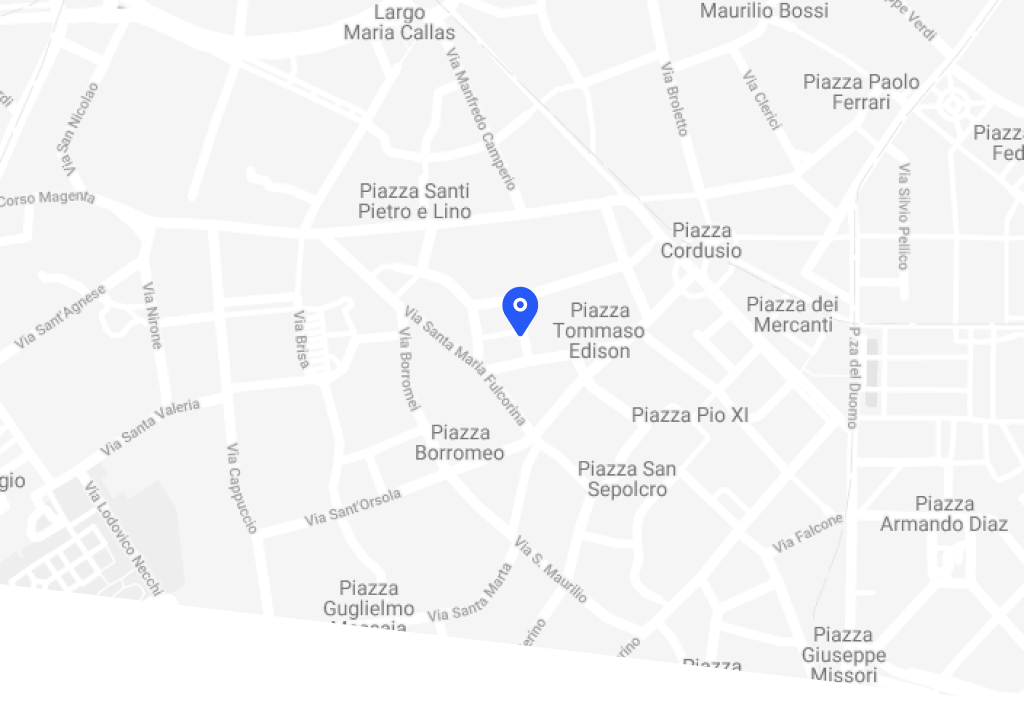 Largo
Maria Callas
Maurilio Bossi
Via Manfredo Camperio
Via Broletto
Via Clerici
Piazza Paolo
Ferrari
Via San Nicolao
Corso Magenta
Piazza Santi
Pietro e Lino
Via Silvio Pellico
Piazza
Cordusio
Via Sant'Agnese
Via Nirone
Via Brisa
Via Borromei
Via Santa Maria Fulcorina
Piazza
Tommaso
Edison
Piazza dei
Mercanti
P.za del Duomo
Via Santa Valeria
Piazza Pio XI
Piazza
Borromeo
Piazza San
Sepolcro
Via Cappuccio
Via Sant'Orsola
Via Lodovico Necchi
Piazza
Armando Diaz
Via Falcone
Via S. Maurilio
Via Santa Marta
Piazza
Guglielmo
Piazza
Giuseppe
Missori
Piazza